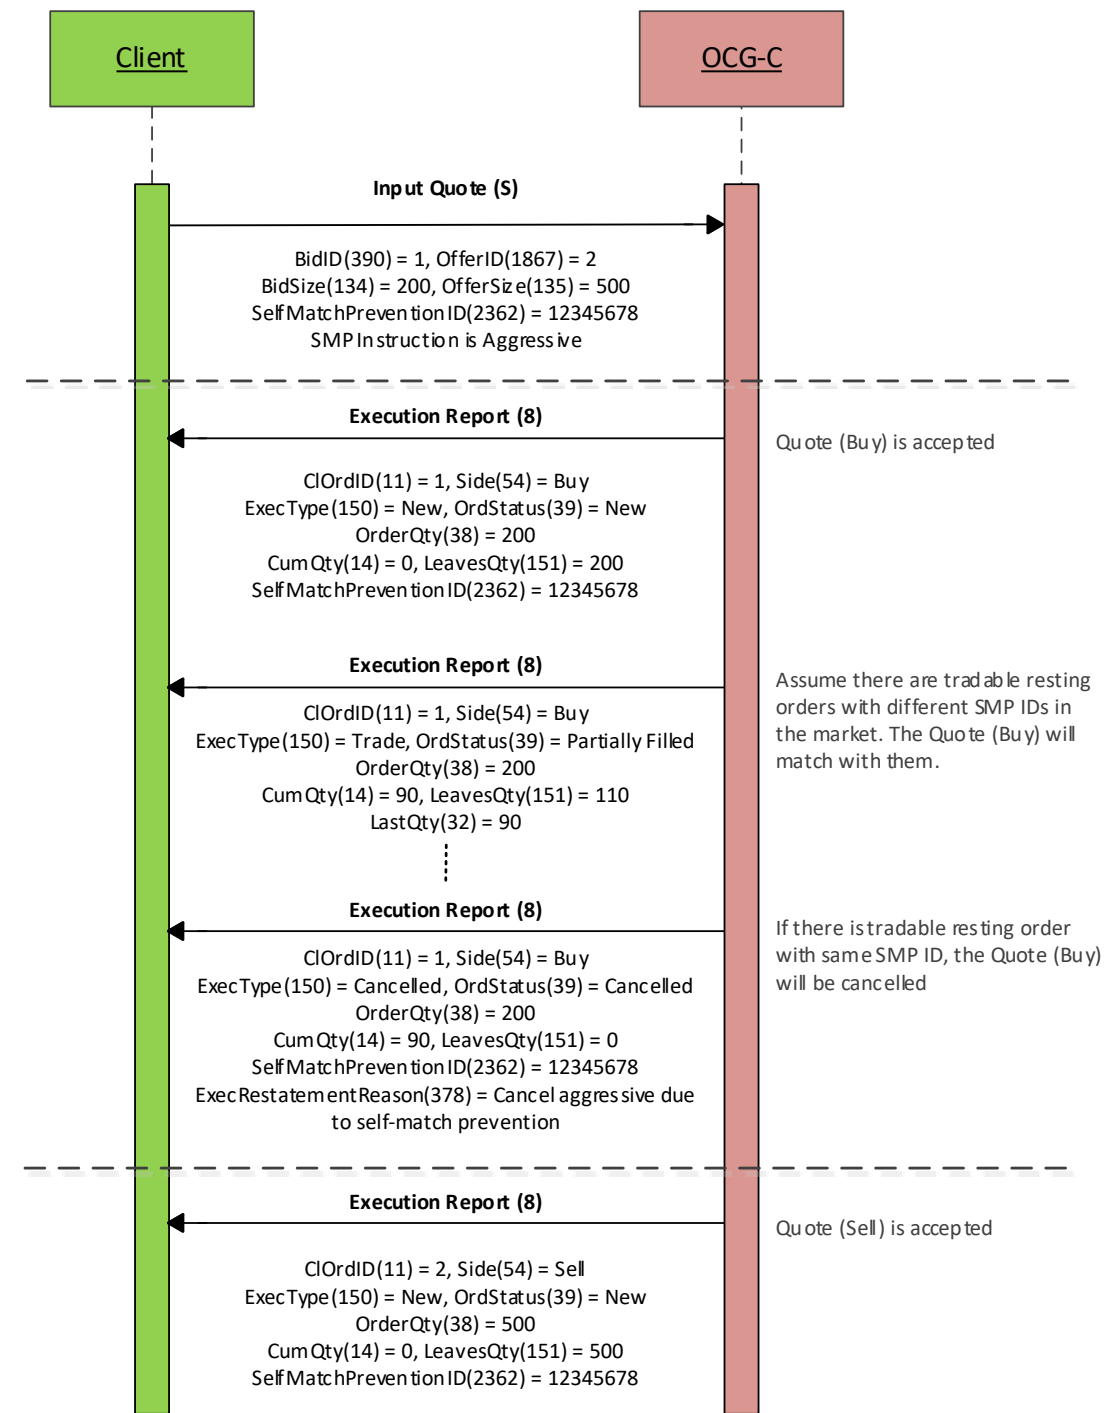 Client
OCG-C
Input Quote (S)
BidID(390) = 1, OfferID(1867) = 2
BidSize(134) = 200, OfferSize(135) = 500
SelfMatchPreventionID(2362) = 12345678
SMP Instruction is Aggressive
Execution Report (8)
Quote (Buy) is accepted
ClOrdID(11) = 1, Side(54) = Buy
ExecType(150) = New, OrdStatus(39) = New
OrderQty(38) = 200
CumQty(14) = 0, LeavesQty(151) = 200
SelfMatchPreventionID(2362) = 12345678
Execution Report (8)
Assume there are tradable resting
orders with different SMP IDs in
the market. The Quote (Buy) will
match with them.
ClOrdID(11) = 1, Side(54) = Buy
ExecType(150) = Trade, OrdStatus(39) = Partially Filled
OrderQty(38) = 200
CumQty(14) = 90, LeavesQty(151) = 110
LastQty(32) = 90
Execution Report (8)
If there is tradable resting order
with same SMP ID, the Quote (Buy)
will be cancelled
ClOrdID(11) = 1, Side(54) = Buy
ExecType(150) = Cancelled, OrdStatus(39) = Cancelled
OrderQty(38) = 200
CumQty(14) = 90, LeavesQty(151) = 0
SelfMatchPreventionID(2362) = 12345678
ExecRestatementReason(378) = Cancel aggressive due
to self-match prevention
Execution Report (8)
Quote (Sell) is accepted
ClOrdID(11) = 2, Side(54) = Sell
ExecType(150) = New, OrdStatus(39) = New
OrderQty(38) = 500
CumQty(14) = 0, LeavesQty(151) = 500
SelfMatchPreventionID(2362) = 12345678